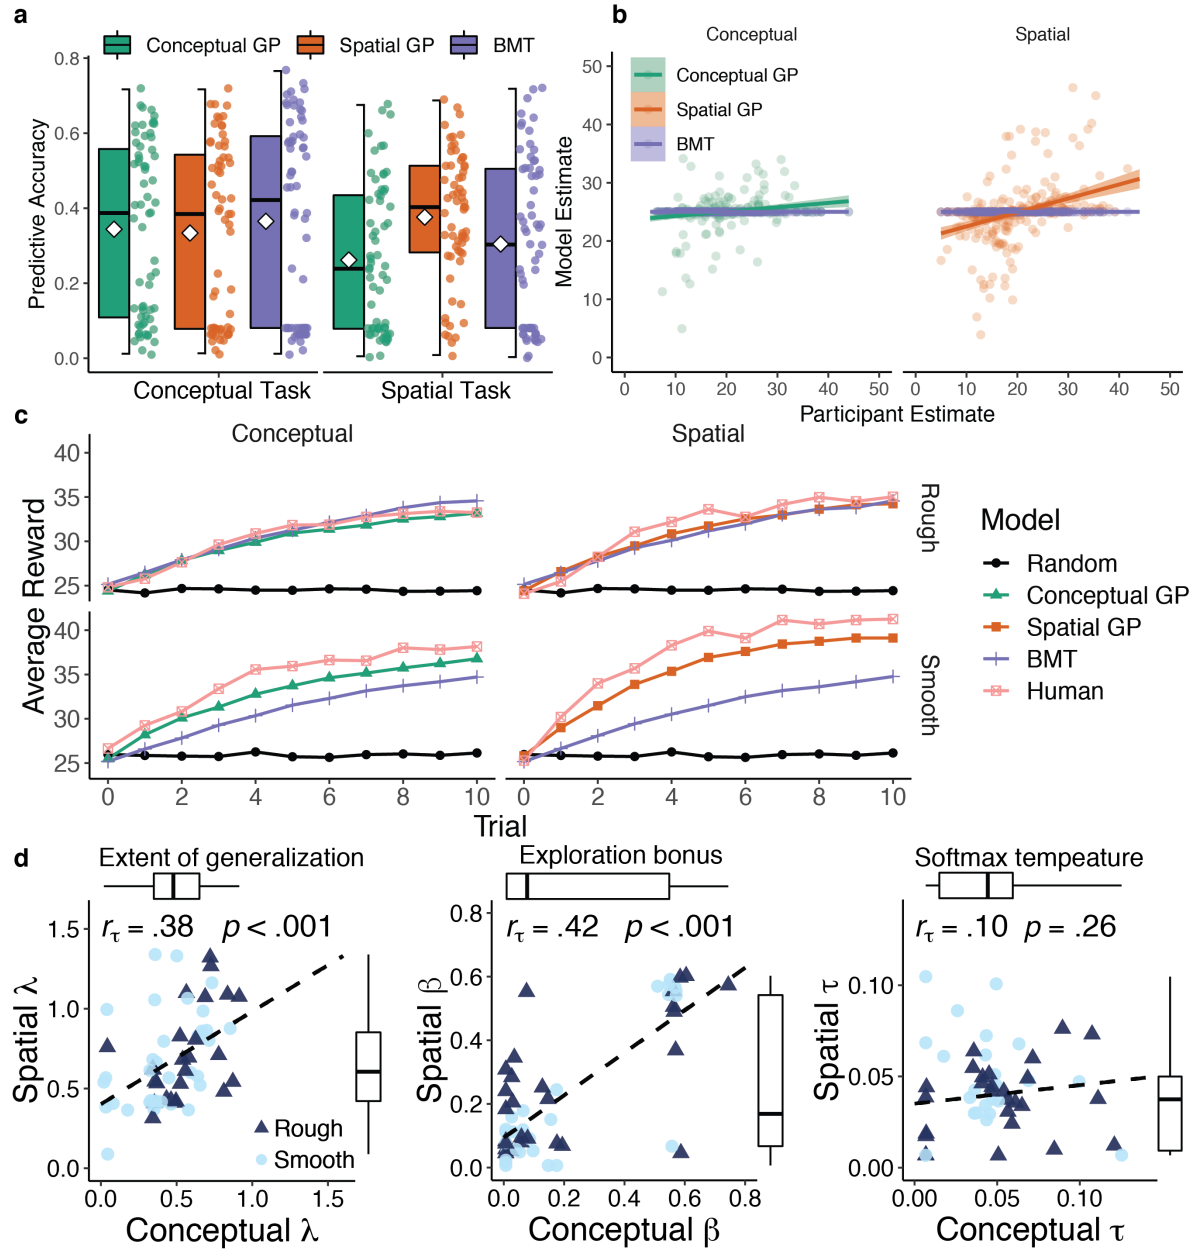 a
Conceptual GP Spatial GP BMT
Predictive Accuracy
0.8
0.6
0.4
0.2
0.0
Conceptual Task Spatial Task
b
Conceptual Spatial
Conceptual GP
Spatial GP
BMT
Model Estimate
50
40
30
20
10
0
0 10 20 30 40 50 0 10 20 30 40 50
Participant Estimate
c
Conceptual Spatial
Average Reward
40
35
30
25
Rough
40
35
30
25
Smooth
0 2 4 6 8 10 0 2 4 6 8 10
Trial
Model
Random
Conceptual GP
Spatial GP
BMT
Human
d
Extent of generalization
rτ = .38 p < .001
Spatial λ
1.5
1.0
0.5
0.0
Rough
Smooth
0.0 0.5 1.0 1.5
Conceptual λ
Exploration bonus
rτ = .42 p < .001
Spatial β
0.8
0.6
0.4
0.2
0.0
0.0 0.2 0.4 0.6 0.8
Conceptual β
Softmax tempeature
rτ = .10 p = .26
Spatial τ
0.10
0.05
0.00
0.00 0.05 0.10
Conceptual τ